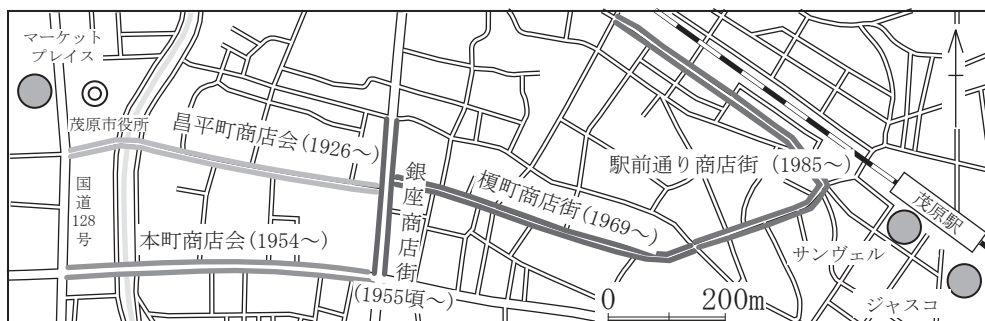 マーケット
プレイス
茂原市役所
昌平町商店会(1926～)
国道128号
本町商店会(1954～)
銀座商店街
(1955頃～)
榎町商店街(1969～)
駅前通り商店街 (1985～)
茂原駅
サンヴェル
ジャスコ
0 200m